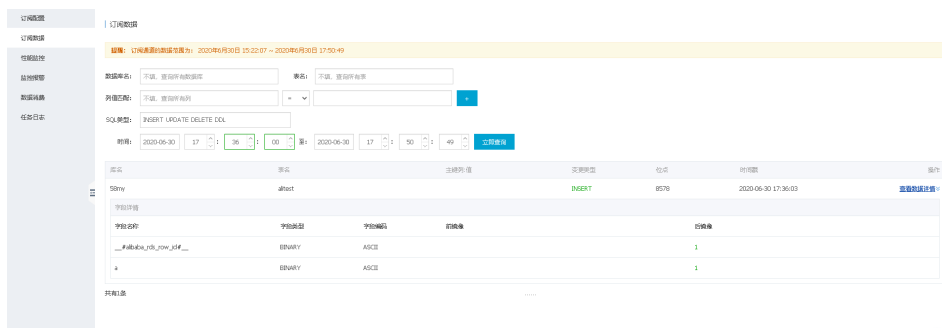 订阅配置
订阅数据
性能监控
监控报警
数据消费
任务日志
订阅数据
提醒: 订阅通道的数据范围为: 2020年6月30日 15:22:07 ~ 2020年6月30日 17:50:49
数据库名: 不填, 查询所有数据库 表名: 不填, 查询所有表
列值匹配: 不填, 查询所有列 = +
SQL类型: INSERT UPDATE DELETE DDL
时间: 2020-06-30 17 : 36 : 00 至: 2020-06-30 17 : 50 : 49 立即查询
库名 表名 主键列:值 变更类型 位点 时间戳 操作
58my alitest INSERT 8578 2020-06-30 17:36:03 查看数据详情
字段详情
字段名称 字段类型 字段编码 前镜像 后镜像
__#alibaba_rds_row_id#__ BINARY ASCII 1
a BINARY ASCII 1
共有1条 ......